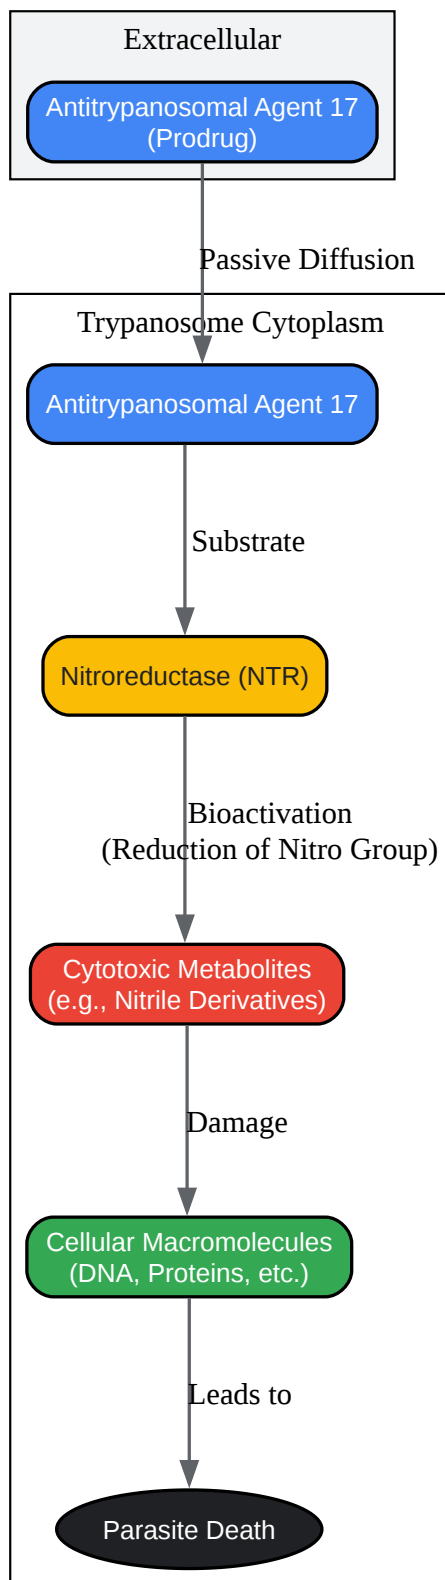 Extracellular
Antitrypanosomal Agent 17
(Prodrug)
Passive Diffusion
Trypanosome Cytoplasm
Antitrypanosomal Agent 17
Substrate
Nitroreductase (NTR)
Bioactivation
(Reduction of Nitro Group)
Cytotoxic Metabolites
(e.g., Nitrile Derivatives)
Damage
Cellular Macromolecules
(DNA, Proteins, etc.)
Leads to
Parasite Death